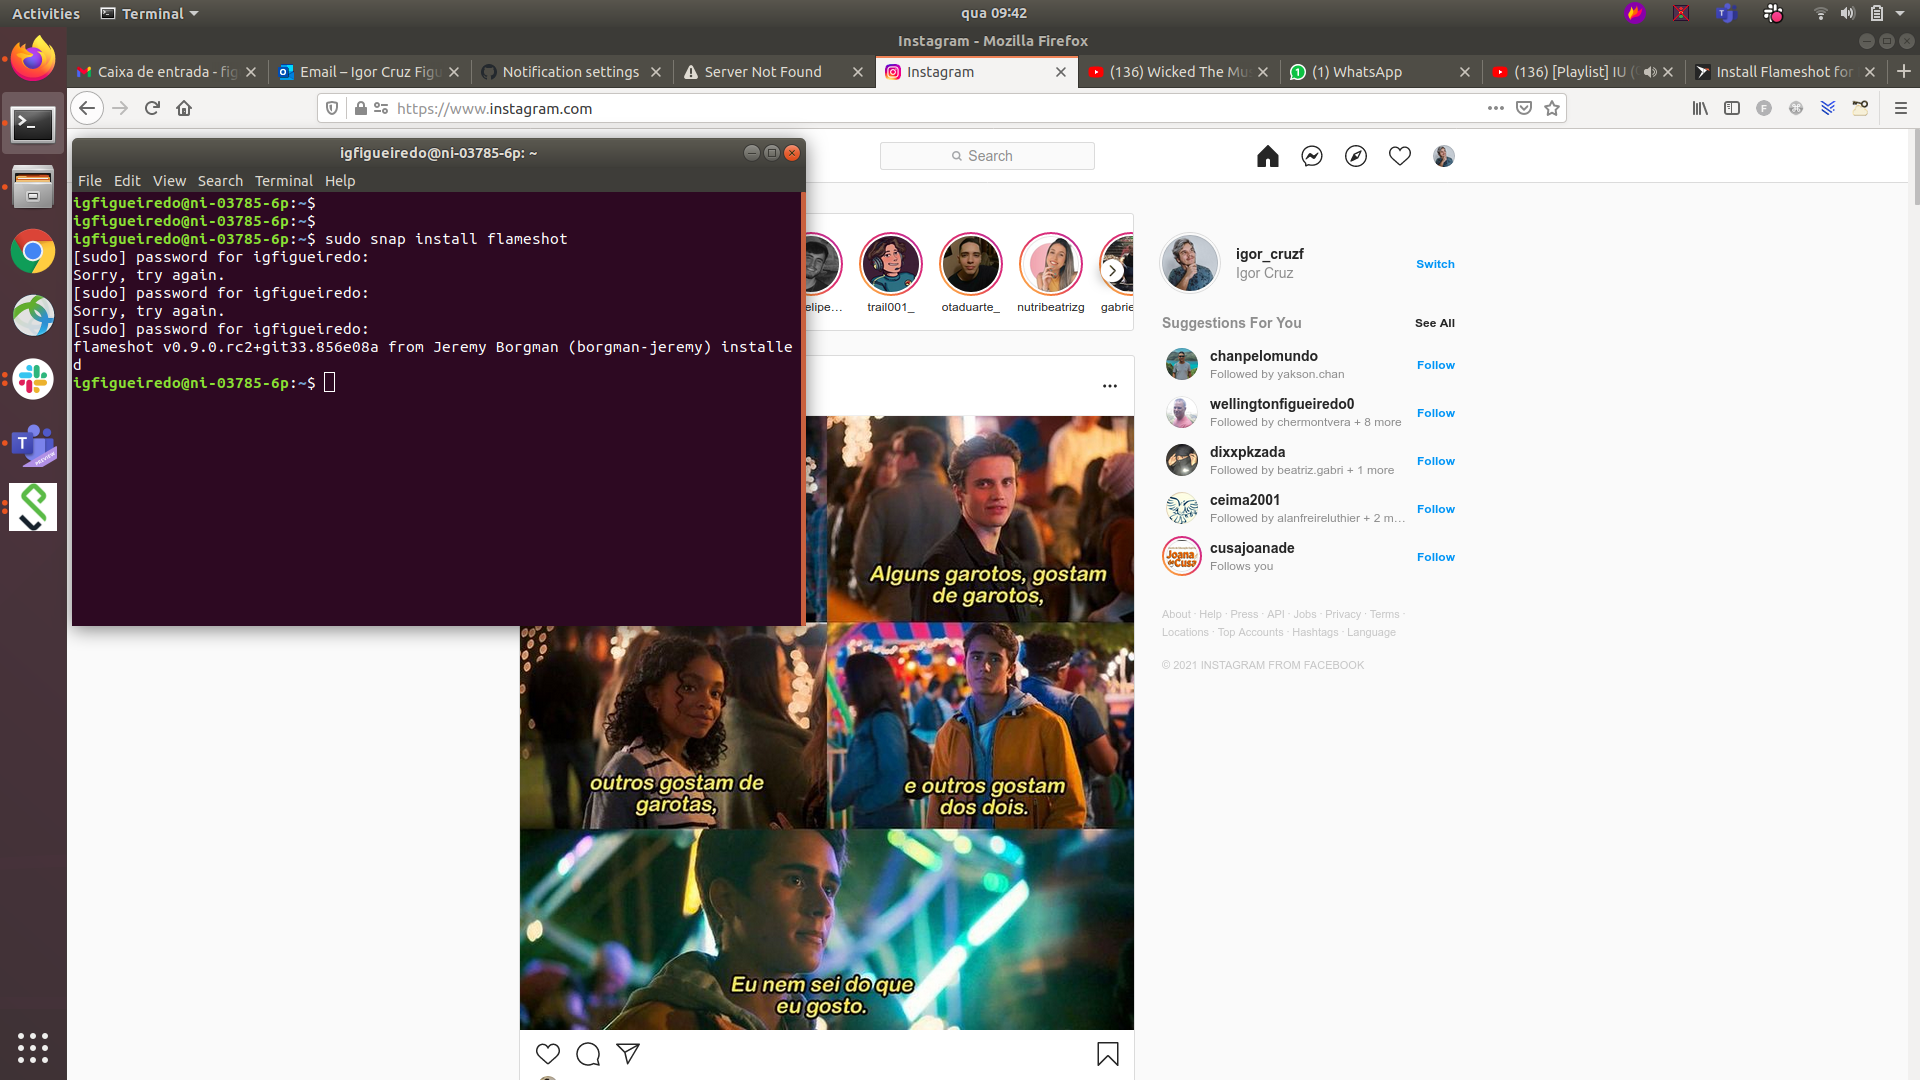 Activities
Terminal
qua 09:42
Instagram - Mozilla Firefox
Caixa de entrada - fig
Email – Igor Cruz Figu
Notification settings
Server Not Found
Instagram
(136) Wicked The Mu
(1) WhatsApp
(136) [Playlist] IU (
Install Flameshot for
https://www.instagram.com
igfigueiredo@ni-03785-6p: ~
File Edit View Search Terminal Help
igfigueiredo@ni-03785-6p:~$
igfigueiredo@ni-03785-6p:~$
igfigueiredo@ni-03785-6p:~$ sudo snap install flameshot
[sudo] password for igfigueiredo:
Sorry, try again.
[sudo] password for igfigueiredo:
Sorry, try again.
[sudo] password for igfigueiredo:
flameshot v0.9.0.rc2+git33.856e08a from Jeremy Borgman (borgman-jeremy) installe
d
igfigueiredo@ni-03785-6p:~$
Search
elipe…
trail001_
otaduarte_
nutribeatrizg
gabrie
igor_cruzf
Igor Cruz
Switch
Suggestions For You
See All
chanpelomundo
Followed by yakson.chan
Follow
wellingtonfigueiredo0
Followed by chermontvera + 8 more
Follow
dixxpkzada
Followed by beatriz.gabri + 1 more
Follow
ceima2001
Followed by alanfreireluthier + 2 m…
Follow
Joana de Cusa
cusajoanade
Follows you
Follow
About · Help · Press · API · Jobs · Privacy · Terms ·
Locations · Top Accounts · Hashtags · Language
© 2021 INSTAGRAM FROM FACEBOOK
Alguns garotos, gostam
de garotos,
outros gostam de
garotas,
e outros gostam
dos dois.
Eu nem sei do que
eu gosto.
T
PREVIEW